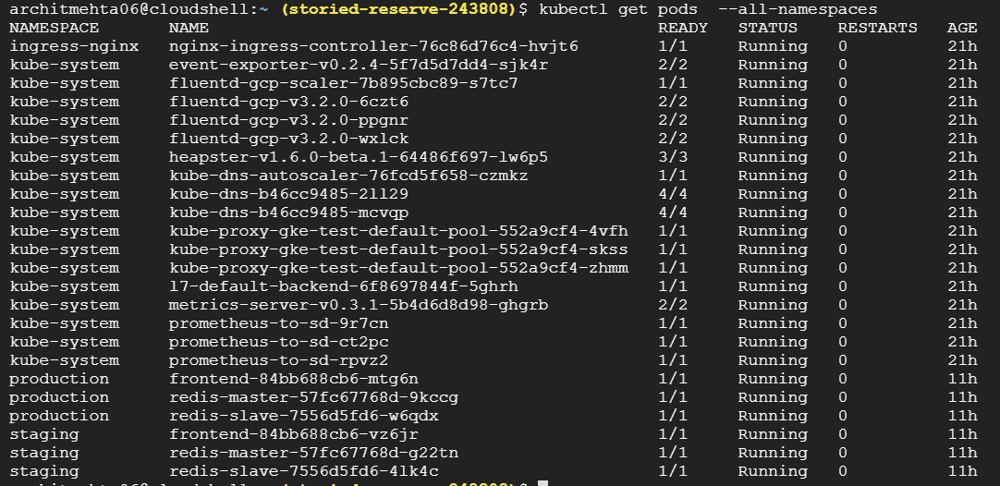 architmehta06@cloudshell:~ (storied-reserve-243808)$ kubectl get pods  --all-namespaces
NAMESPACE NAME READY STATUS RESTARTS AGE
ingress-nginx nginx-ingress-controller-76c86d76c4-hvjt6 1/1 Running 0 21h
kube-system event-exporter-v0.2.4-5f7d5d7dd4-sjk4r 2/2 Running 0 21h
kube-system fluentd-gcp-scaler-7b895cbc89-s7tc7 1/1 Running 0 21h
kube-system fluentd-gcp-v3.2.0-6czt6 2/2 Running 0 21h
kube-system fluentd-gcp-v3.2.0-ppgnr 2/2 Running 0 21h
kube-system fluentd-gcp-v3.2.0-wxlck 2/2 Running 0 21h
kube-system heapster-v1.6.0-beta.1-64486f697-lw6p5 3/3 Running 0 21h
kube-system kube-dns-autoscaler-76fcd5f658-czmkz 1/1 Running 0 21h
kube-system kube-dns-b46cc9485-2ll29 4/4 Running 0 21h
kube-system kube-dns-b46cc9485-mcvqp 4/4 Running 0 21h
kube-system kube-proxy-gke-test-default-pool-552a9cf4-4vfh 1/1 Running 0 21h
kube-system kube-proxy-gke-test-default-pool-552a9cf4-skss 1/1 Running 0 21h
kube-system kube-proxy-gke-test-default-pool-552a9cf4-zhmm 1/1 Running 0 21h
kube-system l7-default-backend-6f8697844f-5ghrh 1/1 Running 0 21h
kube-system metrics-server-v0.3.1-5b4d6d8d98-ghgrb 2/2 Running 0 21h
kube-system prometheus-to-sd-9r7cn 1/1 Running 0 21h
kube-system prometheus-to-sd-ct2pc 1/1 Running 0 21h
kube-system prometheus-to-sd-rpvz2 1/1 Running 0 21h
production frontend-84bb688cb6-mtg6n 1/1 Running 0 11h
production redis-master-57fc67768d-9kccg 1/1 Running 0 11h
production redis-slave-7556d5fd6-w6qdx 1/1 Running 0 11h
staging frontend-84bb688cb6-vz6jr 1/1 Running 0 11h
staging redis-master-57fc67768d-g22tn 1/1 Running 0 11h
staging redis-slave-7556d5fd6-4lk4c 1/1 Running 0 11h
architmehta06@cloudshell:~ (storied-reserve-243808)$